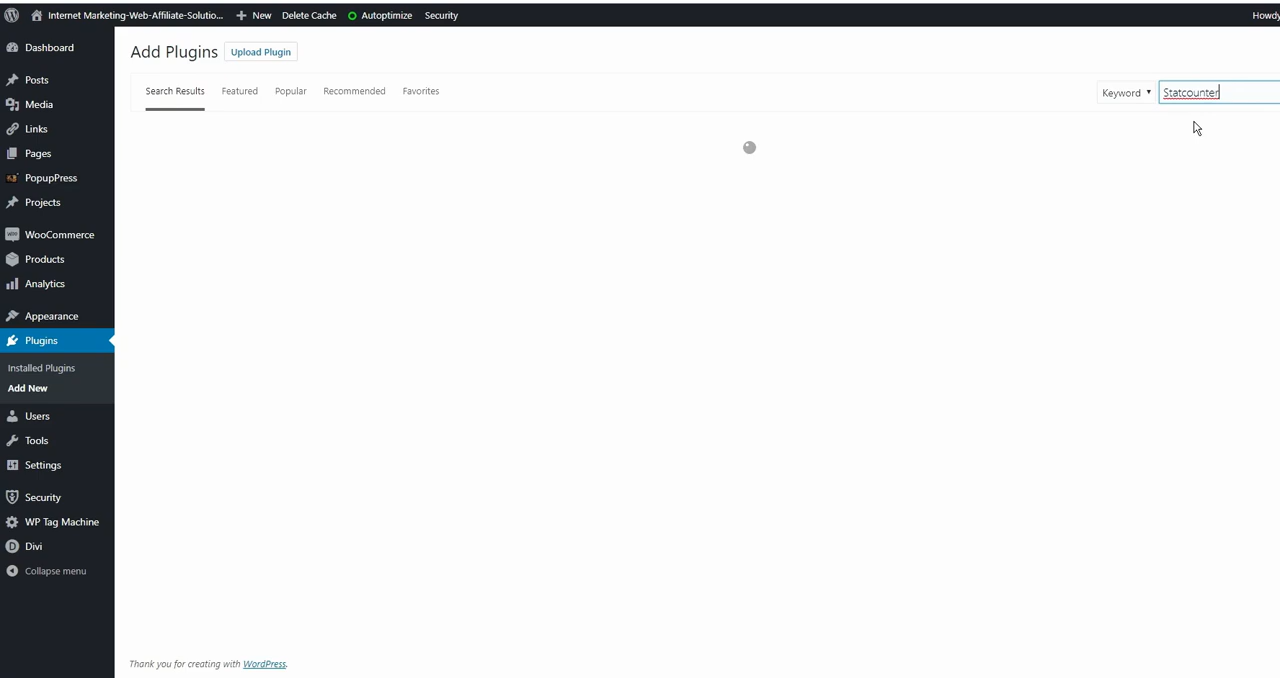 Internet Marketing-Web-Affiliate-Solutio... New Delete Cache Autoptimize Security Howdy
Dashboard
Posts
Media
Links
Pages
PopupPress
Projects
WooCommerce
Products
Analytics
Appearance
Plugins
Installed Plugins
Add New
Users
Tools
Settings
Security
WP Tag Machine
Divi
Collapse menu
Add Plugins Upload Plugin
Search Results Featured Popular Recommended Favorites Keyword Statcounter
Thank you for creating with WordPress.